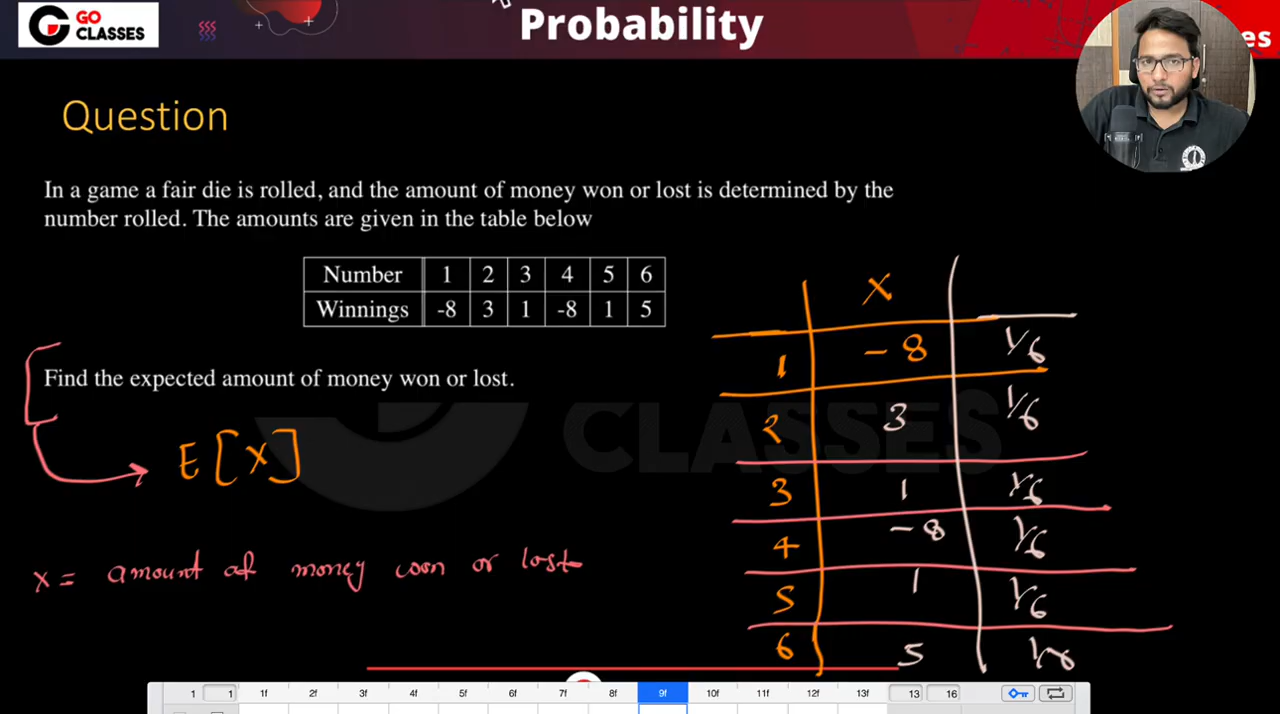 GO
CLASSES
Probability
es
Question
In a game a fair die is rolled, and the amount of money won or lost is determined by the
number rolled. The amounts are given in the table below
Number 1 2 3 4 5 6
Winnings -8 3 1 -8 1 5
Find the expected amount of money won or lost.
E[X]
x = amount of money won or lost
X
1 -8 1/6
2 3 1/6
3 1 1/6
4 -8 1/6
5 1 1/6
6 5 1/6
CLASSES
1 1 1f 2f 3f 4f 5f 6f 7f 8f 9f 10f 11f 12f 13f 13 16